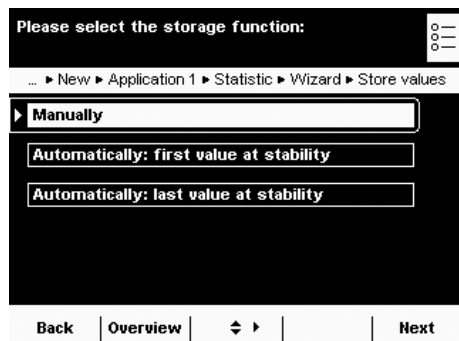 Please select the storage function:
... ▸ New ▸ Application 1 ▸ Statistic ▸ Wizard ▸ Store values
Manually
Automatically: first value at stability
Automatically: last value at stability
Back Overview Next